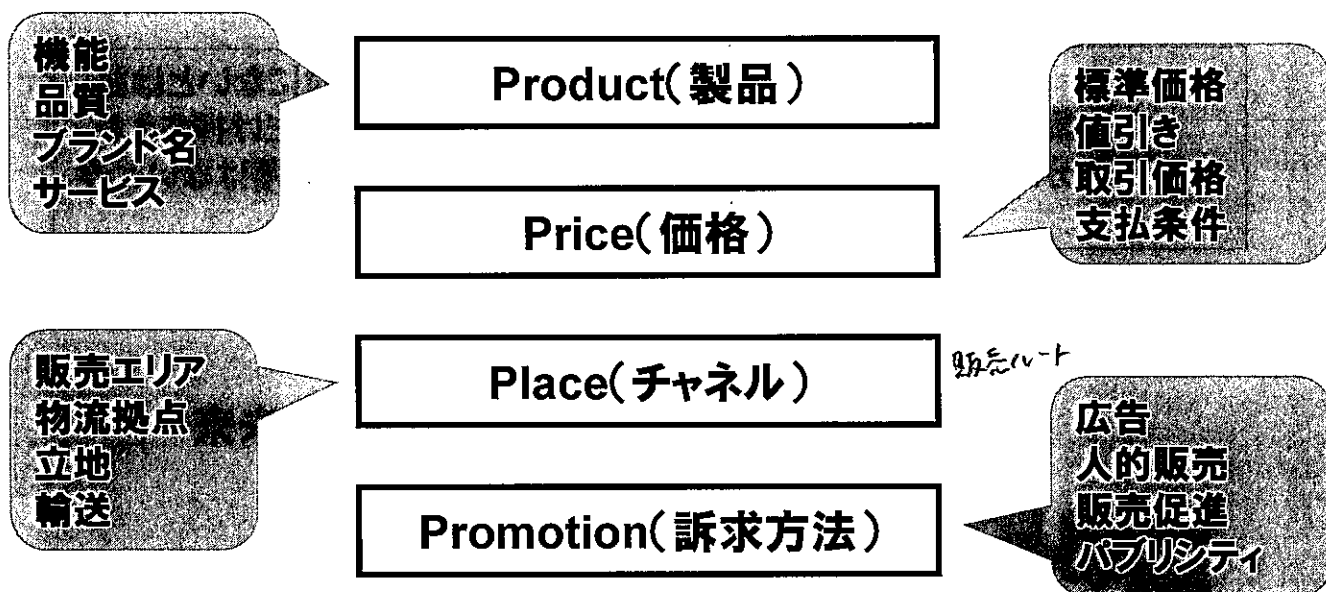 機能
品質
ブランド名
サービス
Product(製品)
標準価格
値引き
取引価格
支払条件
Price(価格)
販売エリア
物流拠点
立地
輸送
Place(チャネル)
販売ルート
広告
人的販売
販売促進
パブリシティ
Promotion(訴求方法)